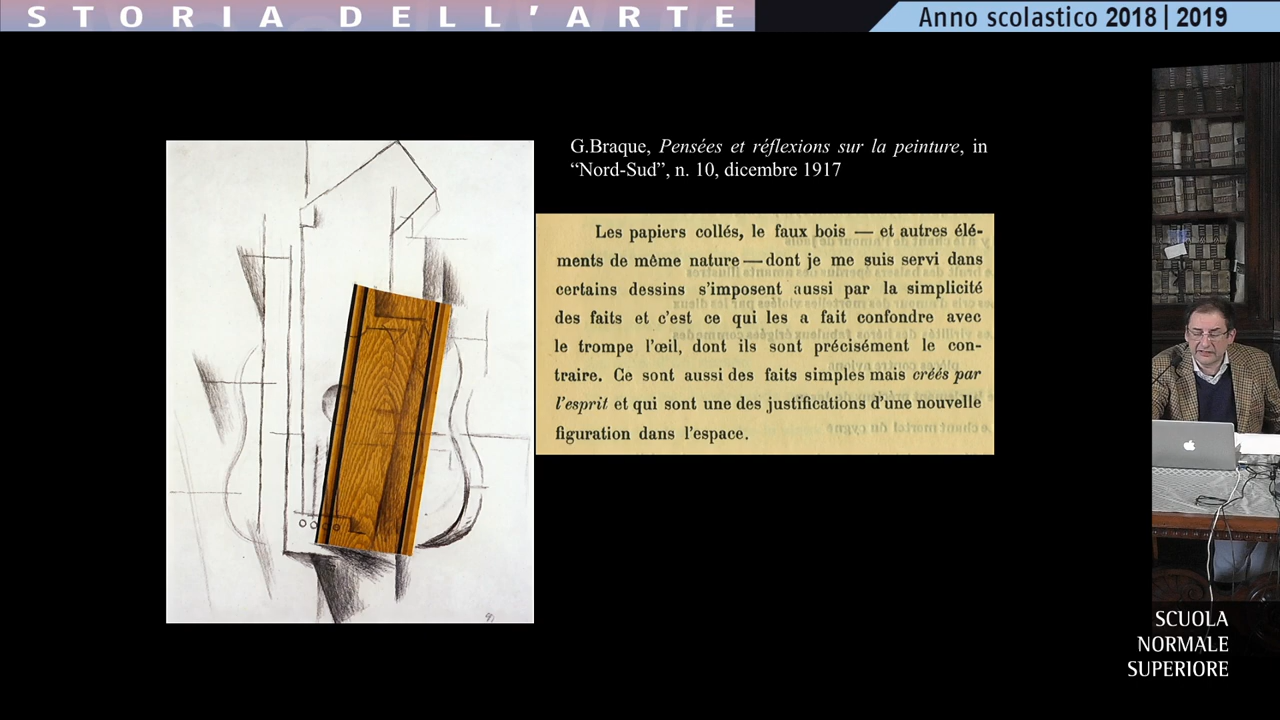 STORIA DELL'ARTE
Anno scolastico 2018 | 2019
G.Braque, Pensées et réflexions sur la peinture, in
“Nord-Sud”, n. 10, dicembre 1917
Les papiers collés, le faux bois — et autres élé-
ments de même nature — dont je me suis servi dans
certains dessins s'imposent aussi par la simplicité
des faits et c'est ce qui les a fait confondre avec
le trompe l'œil, dont ils sont précisément le con-
traire. Ce sont aussi des faits simples mais créés par
l'esprit et qui sont une des justifications d'une nouvelle
figuration dans l'espace.
SCUOLA
NORMALE
SUPERIORE